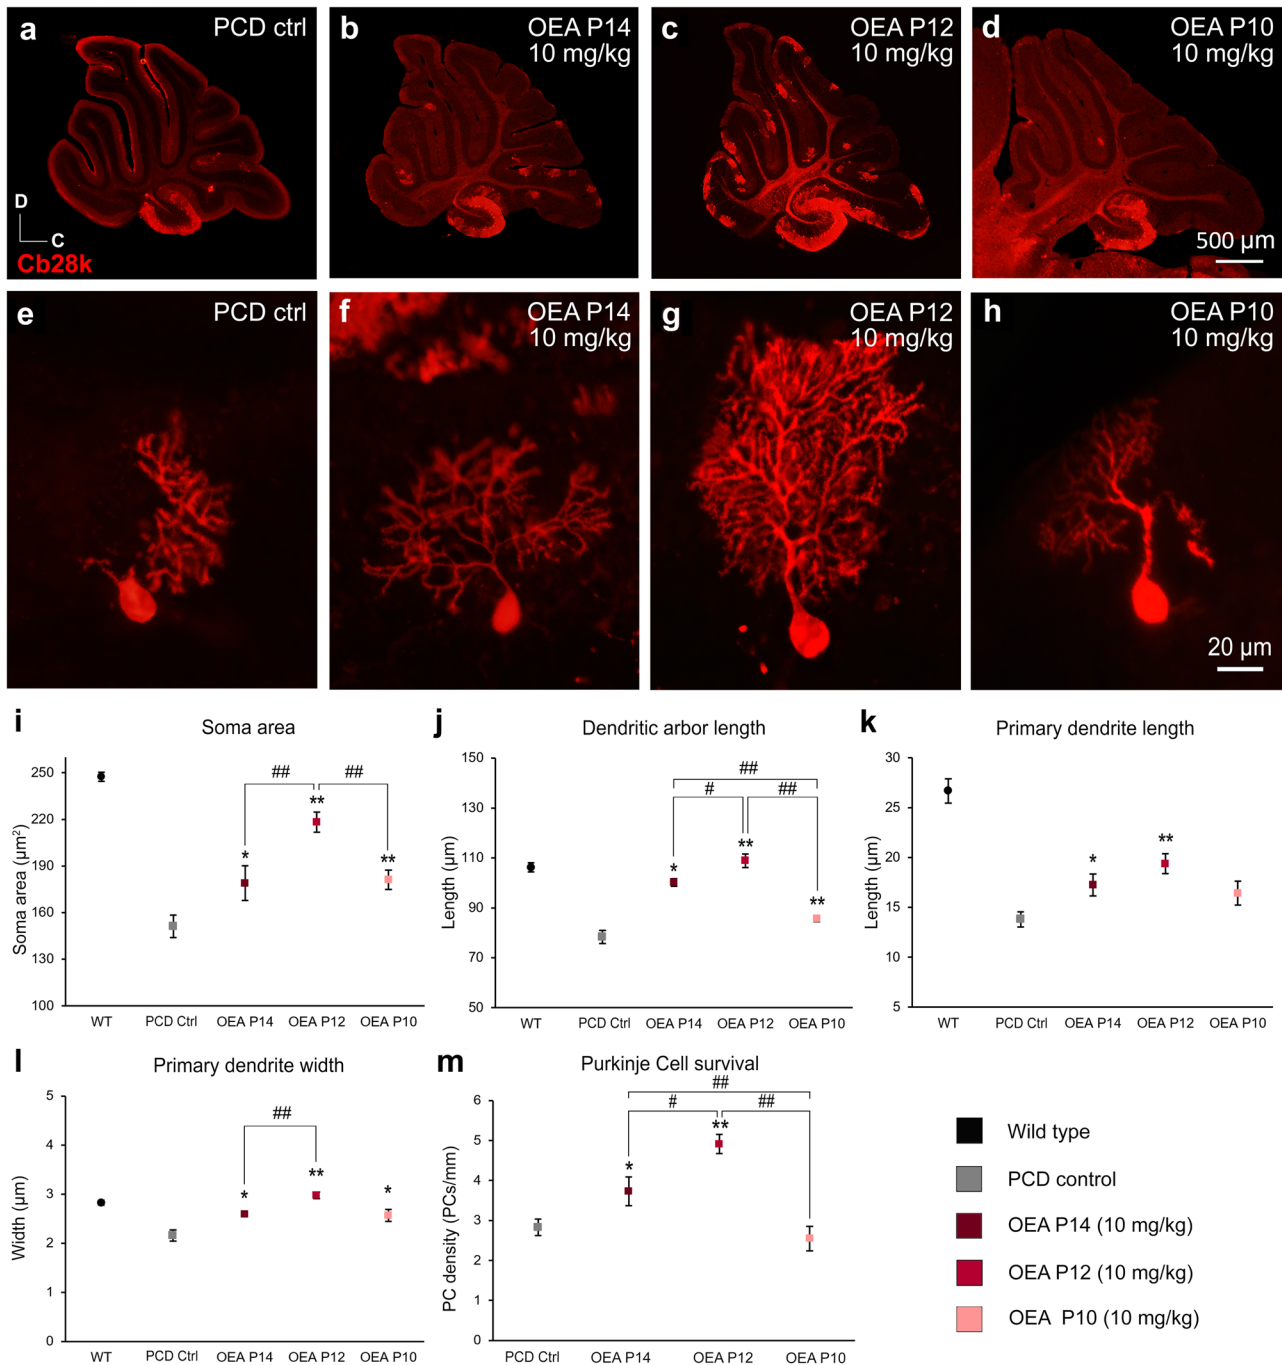 a PCD ctrl
b OEA P14
10 mg/kg
c OEA P12
10 mg/kg
d OEA P10
10 mg/kg
D
C
Cb28k
500 µm
e PCD ctrl
f OEA P14
10 mg/kg
g OEA P12
10 mg/kg
h OEA P10
10 mg/kg
20 µm
i Soma area
Soma area (µm²)
250
220
190
160
130
100
## ##
* ** **
WT PCD Ctrl OEA P14 OEA P12 OEA P10
j Dendritic arbor length
Length (µm)
150
130
110
90
70
50
##
# ##
* ** **
WT PCD Ctrl OEA P14 OEA P12 OEA P10
k Primary dendrite length
Length (µm)
30
25
20
15
10
5
* **
WT PCD Ctrl OEA P14 OEA P12 OEA P10
l Primary dendrite width
Width (µm)
5
4
3
2
1
0
##
* ** *
WT PCD Ctrl OEA P14 OEA P12 OEA P10
m Purkinje Cell survival
PC density (PCs/mm)
6
5
4
3
2
1
0
##
# ##
* **
PCD Ctrl OEA P14 OEA P12 OEA P10
Wild type
PCD control
OEA P14 (10 mg/kg)
OEA P12 (10 mg/kg)
OEA P10 (10 mg/kg)